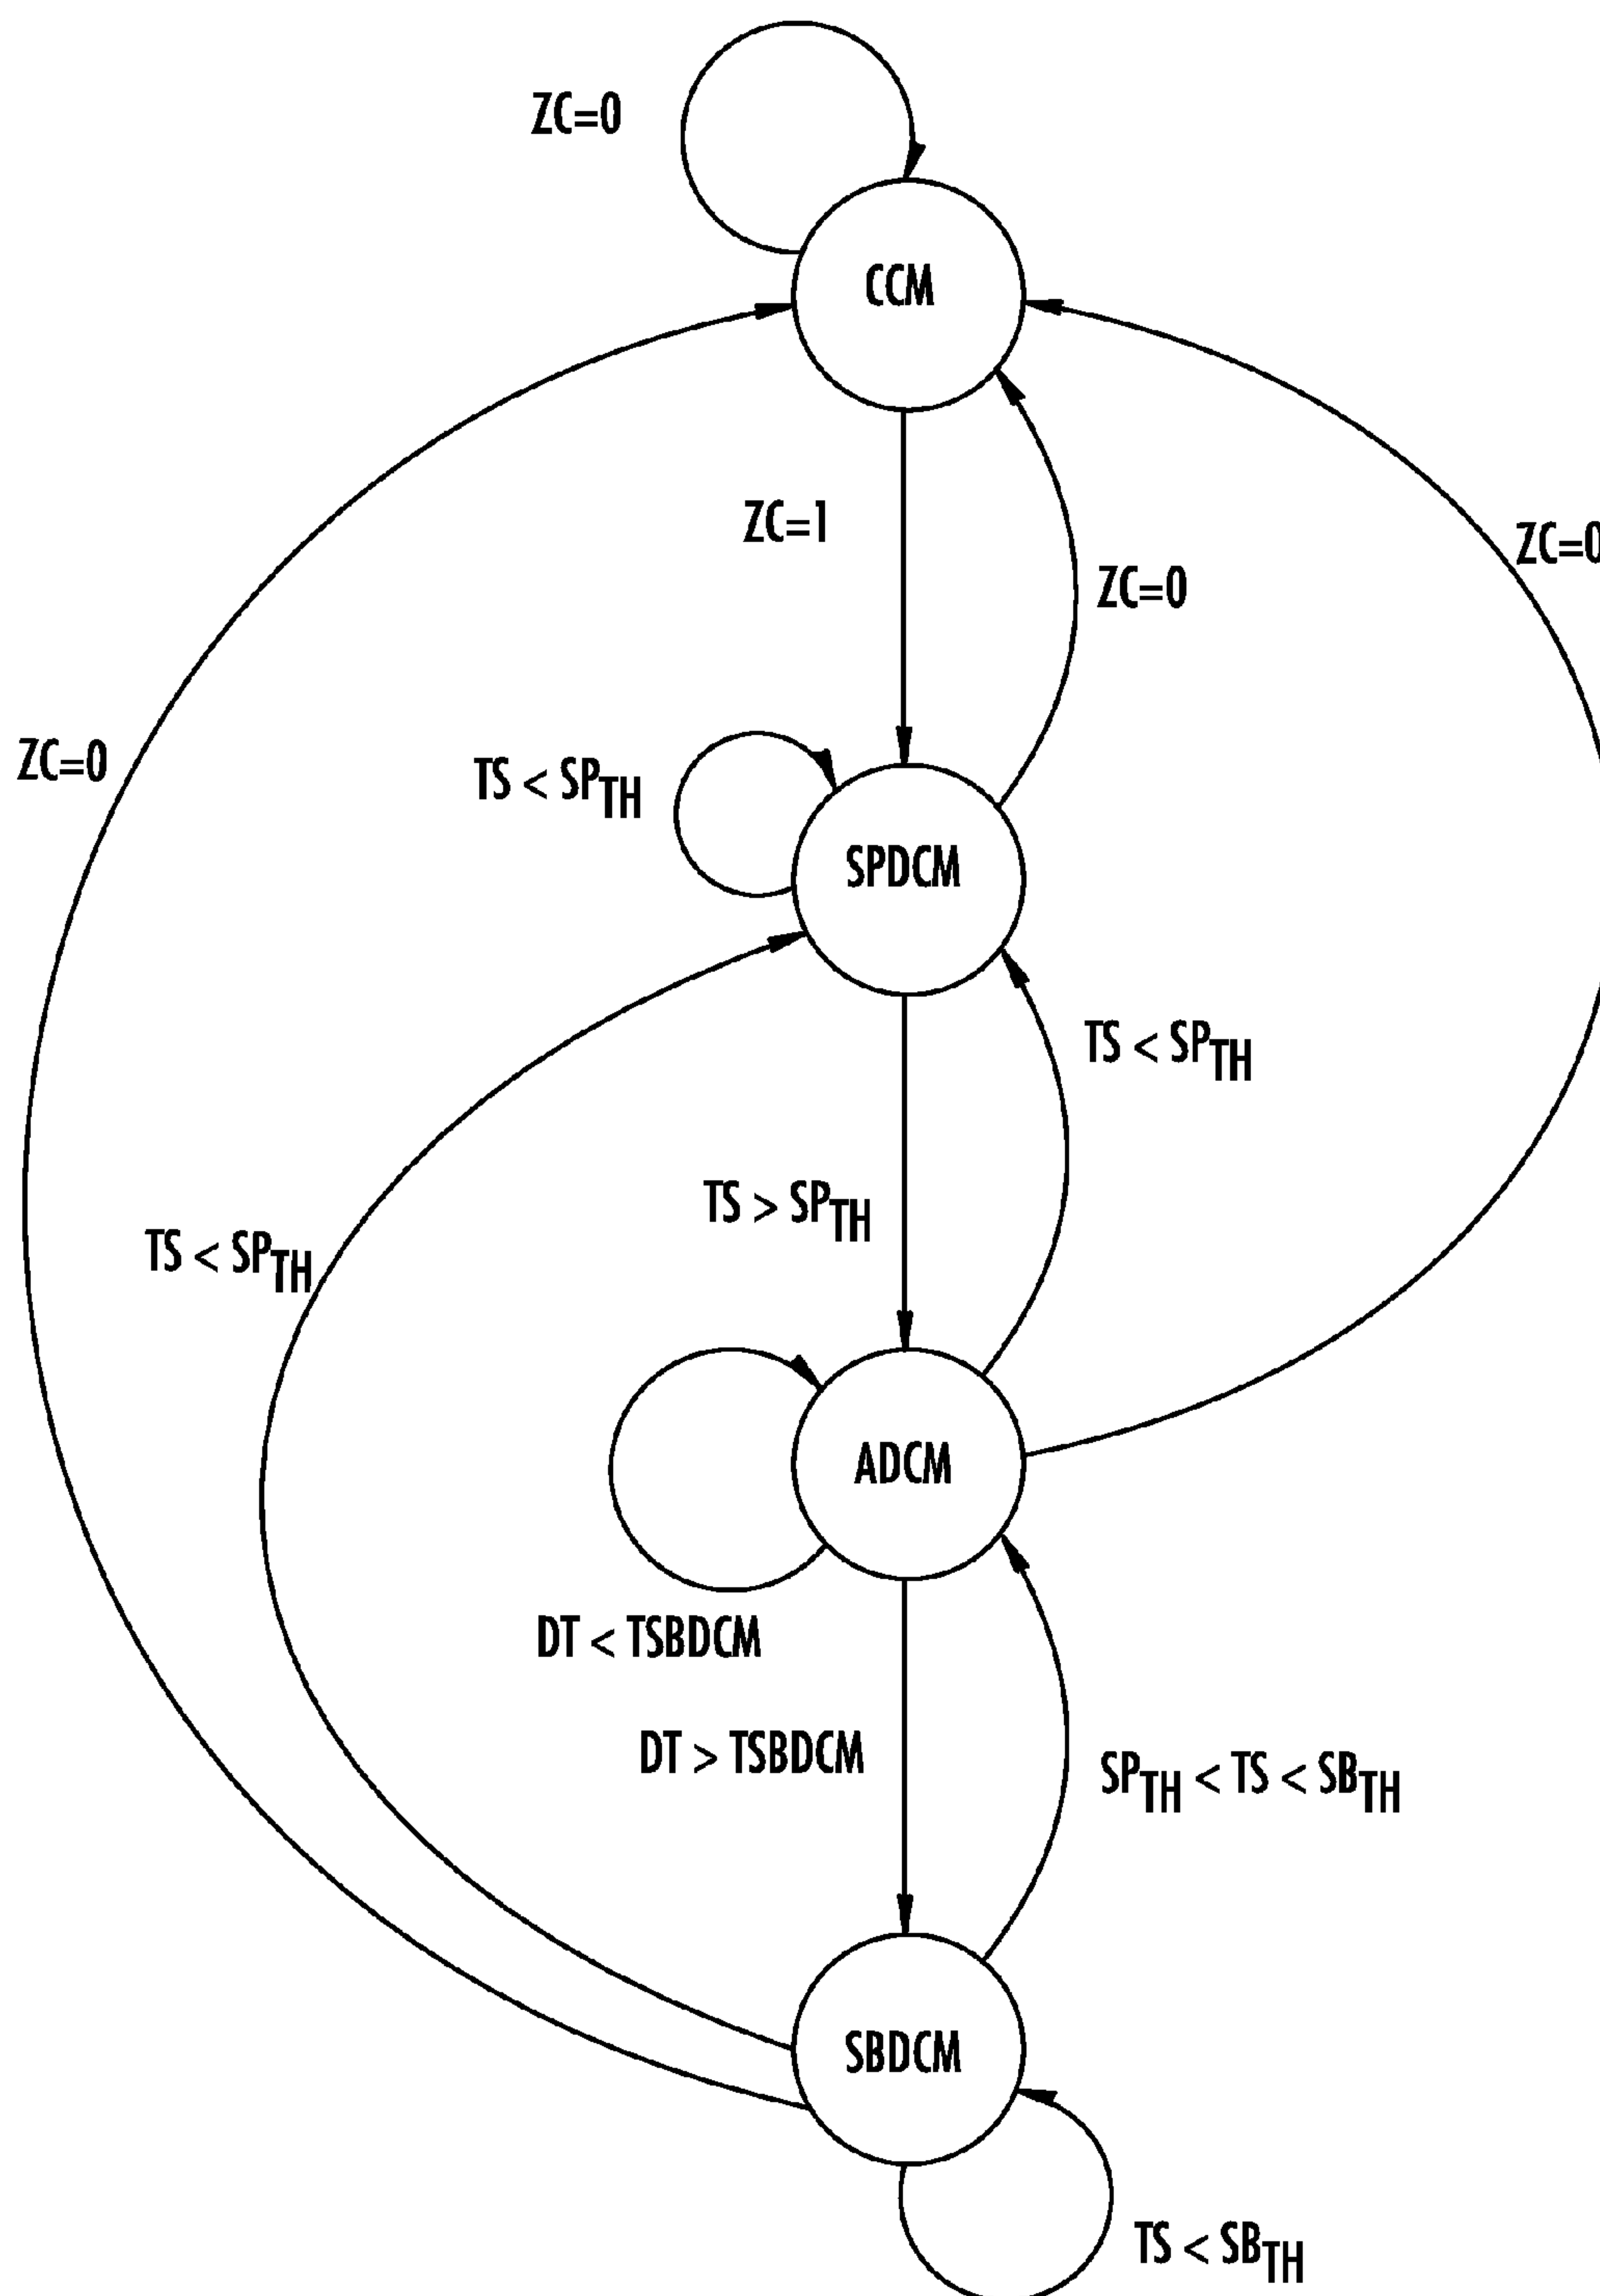 ZC=0
CCM
ZC=1
ZC=0
ZC=0
ZC=0
TS < SPTH
SPDCM
TS < SPTH
TS > SPTH
TS < SPTH
ADCM
DT < TSBDCM
DT > TSBDCM
SPTH < TS < SBTH
SBDCM
TS < SBTH